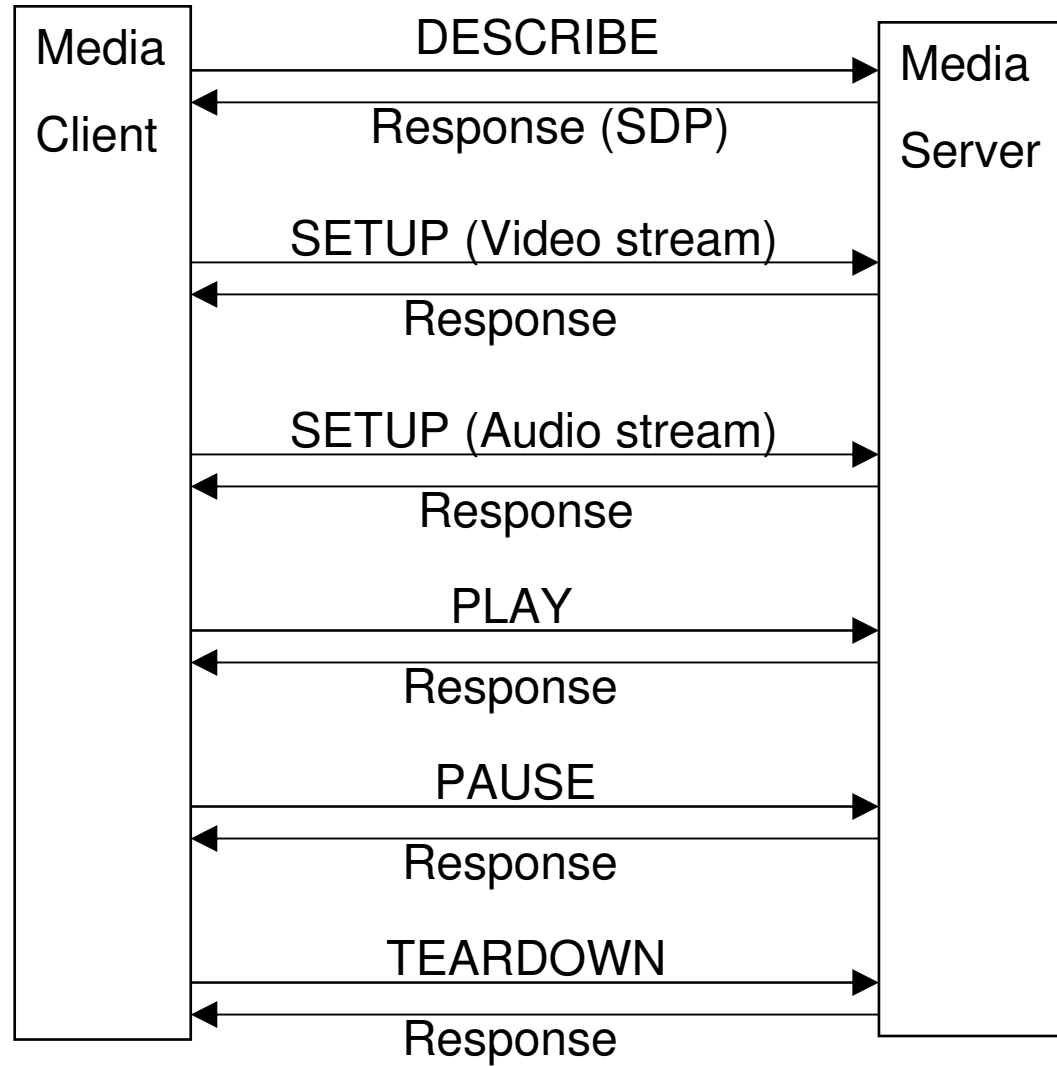 Media
Client
Media
Server
DESCRIBE
Response (SDP)
SETUP (Video stream)
Response
SETUP (Audio stream)
Response
PLAY
Response
PAUSE
Response
TEARDOWN
Response